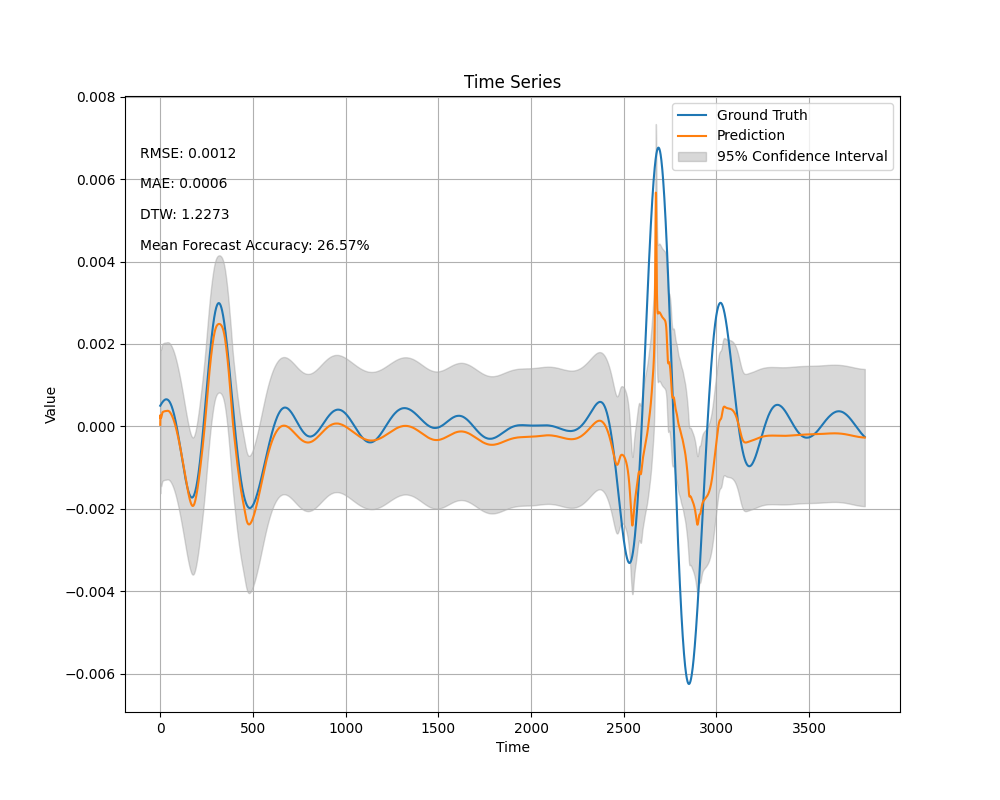 Time Series
Ground Truth
Prediction
95% Confidence Interval
RMSE: 0.0012
MAE: 0.0006
DTW: 1.2273
Mean Forecast Accuracy: 26.57%
Value
0.008
0.006
0.004
0.002
0.000
−0.002
−0.004
−0.006
0 500 1000 1500 2000 2500 3000 3500
Time